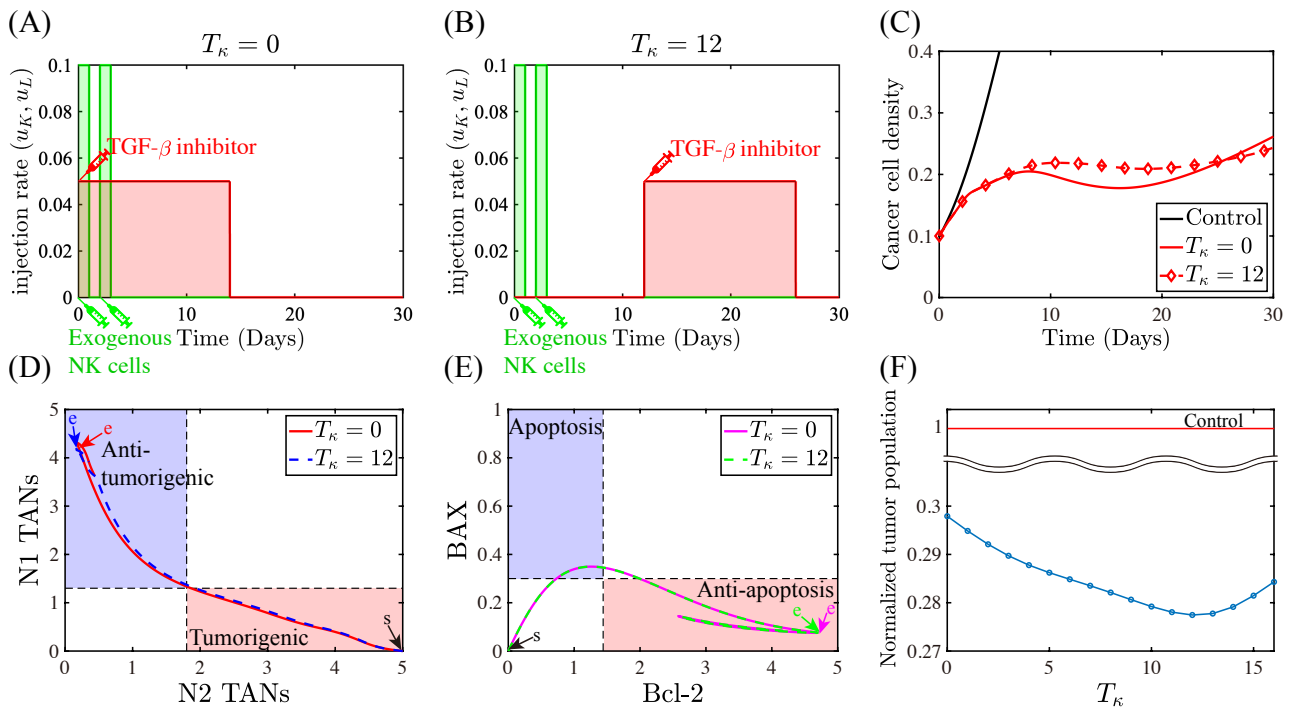 (A)
T_κ = 0
injection rate (u_K, u_L)
0.1
0.08
0.06
0.04
0.02
0
TGF-β inhibitor
0
10
20
30
Exogenous
NK cells
Time (Days)
(B)
T_κ = 12
injection rate (u_K, u_L)
0.1
0.08
0.06
0.04
0.02
0
TGF-β inhibitor
0
10
20
30
Exogenous
NK cells
Time (Days)
(C)
Cancer cell density
0.4
0.3
0.2
0.1
Control
T_κ = 0
T_κ = 12
0
10
20
30
Time (Days)
(D)
N1 TANs
5
4
3
2
1
0
e
e
Anti-
tumorigenic
T_κ = 0
T_κ = 12
Tumorigenic
s
0
1
2
3
4
5
N2 TANs
(E)
BAX
1
0.8
0.6
0.4
0.2
0
Apoptosis
T_κ = 0
T_κ = 12
Anti-apoptosis
e
e
s
0
1
2
3
4
5
Bcl-2
(F)
Normalized tumor population
1
0.3
0.29
0.28
0.27
Control
0
5
10
15
T_κ